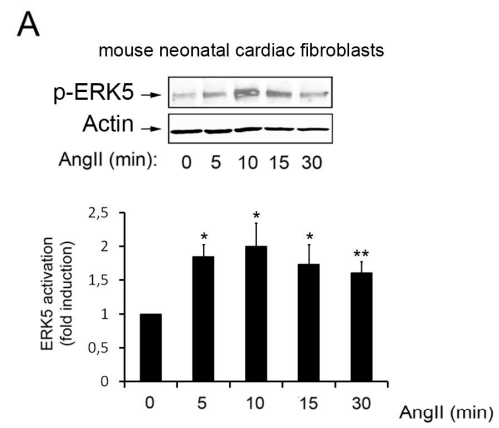 A
mouse neonatal cardiac fibroblasts
p-ERK5
Actin
AngII (min): 0 5 10 15 30
ERK5 activation
(fold induction)
2,5
2
1,5
1
0,5
0
* * * **
0 5 10 15 30
AngII (min)